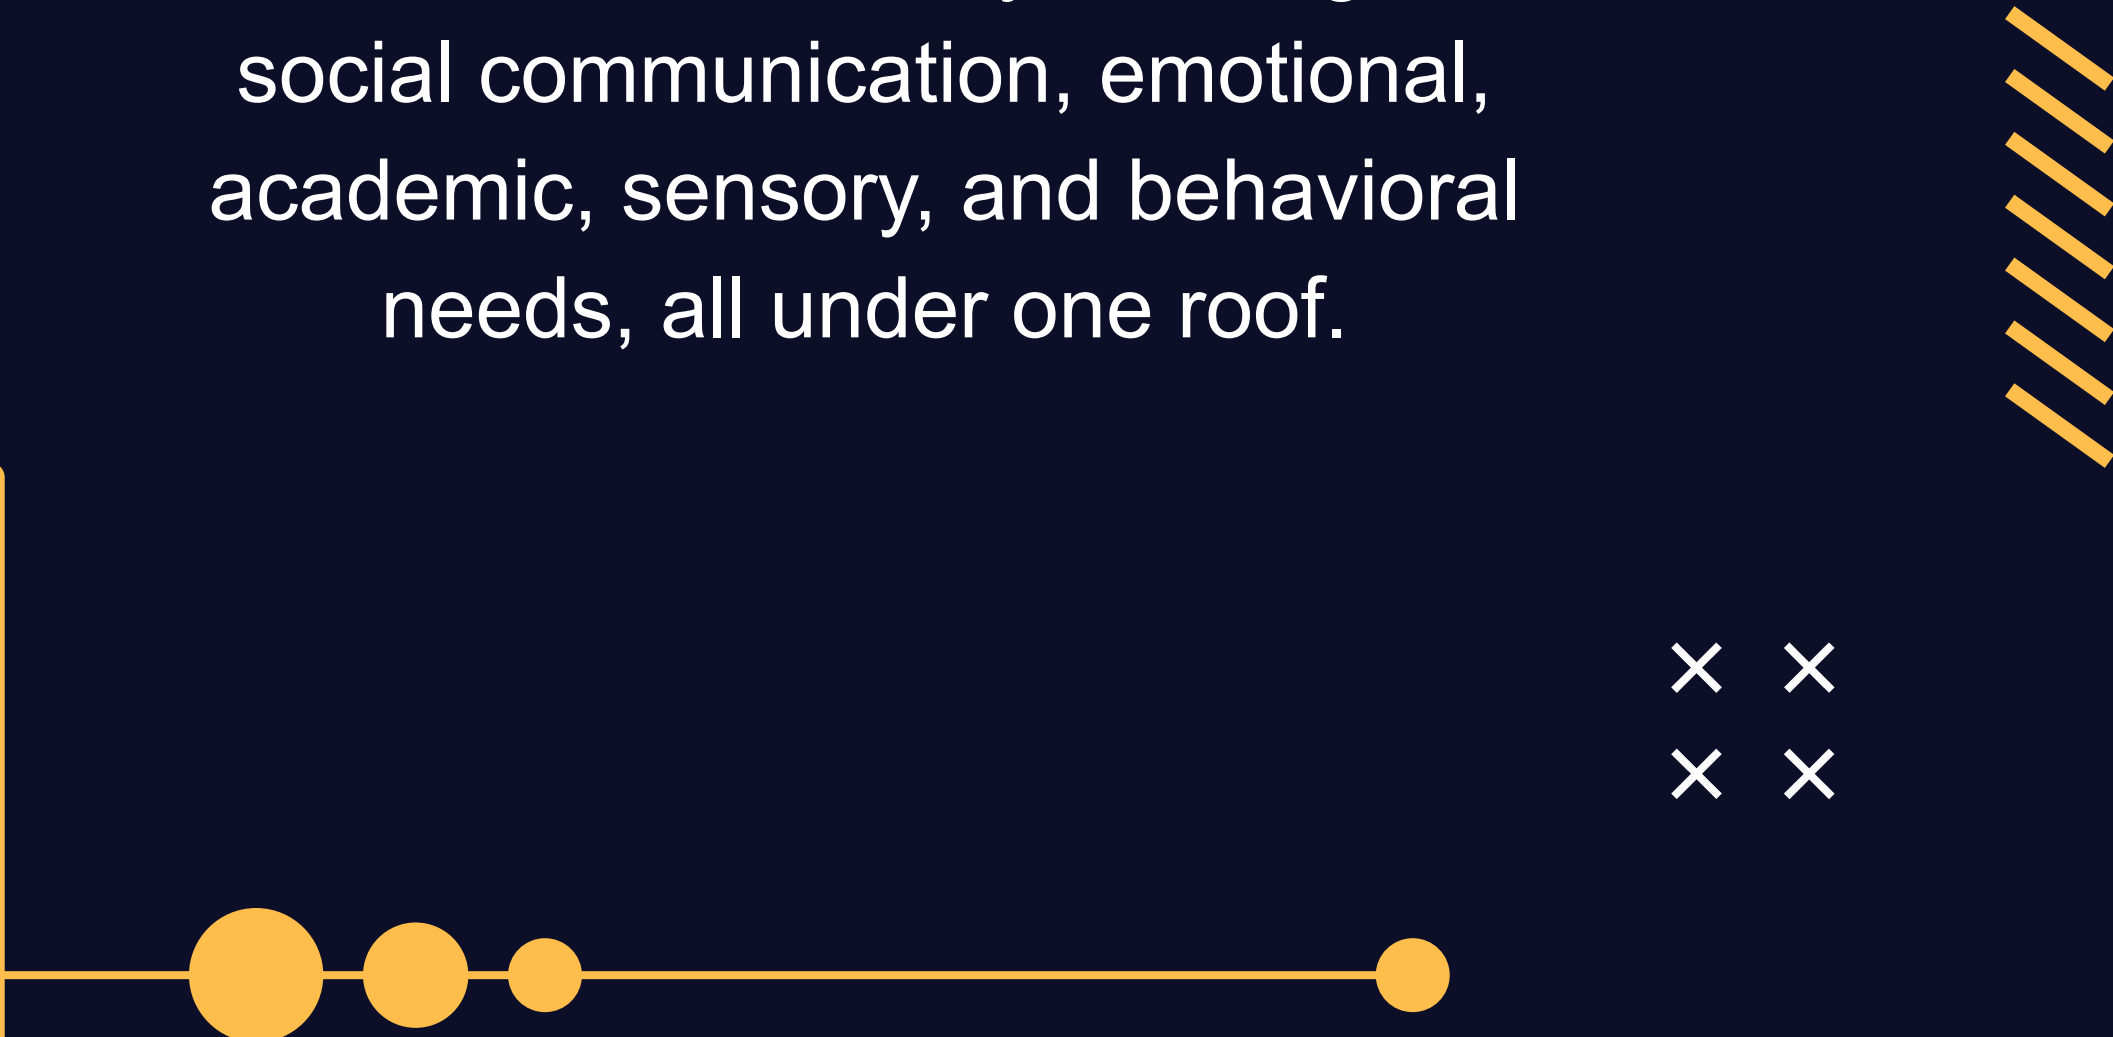 social communication, emotional,
academic, sensory, and behavioral
needs, all under one roof.